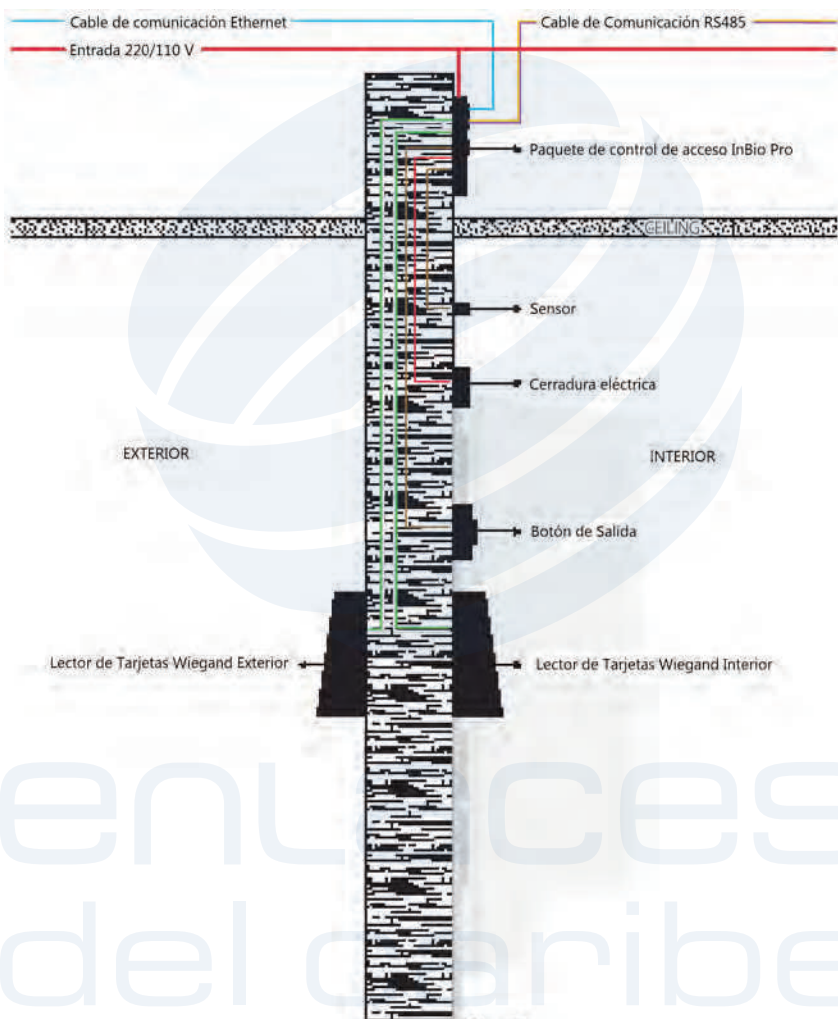 Cable de comunicación Ethernet
Cable de Comunicación RS485
Entrada 220/110 V
Paquete de control de acceso InBio Pro
CEILING
Sensor
Cerradura eléctrica
EXTERIOR
INTERIOR
Botón de Salida
Lector de Tarjetas Wiegand Exterior
Lector de Tarjetas Wiegand Interior
enlaces
del caribe